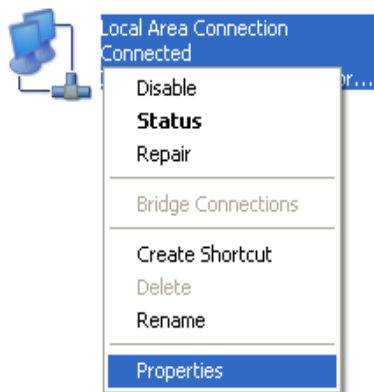 Local Area Connection
Connected
Disable
Status
Repair
Bridge Connections
Create Shortcut
Delete
Rename
Properties